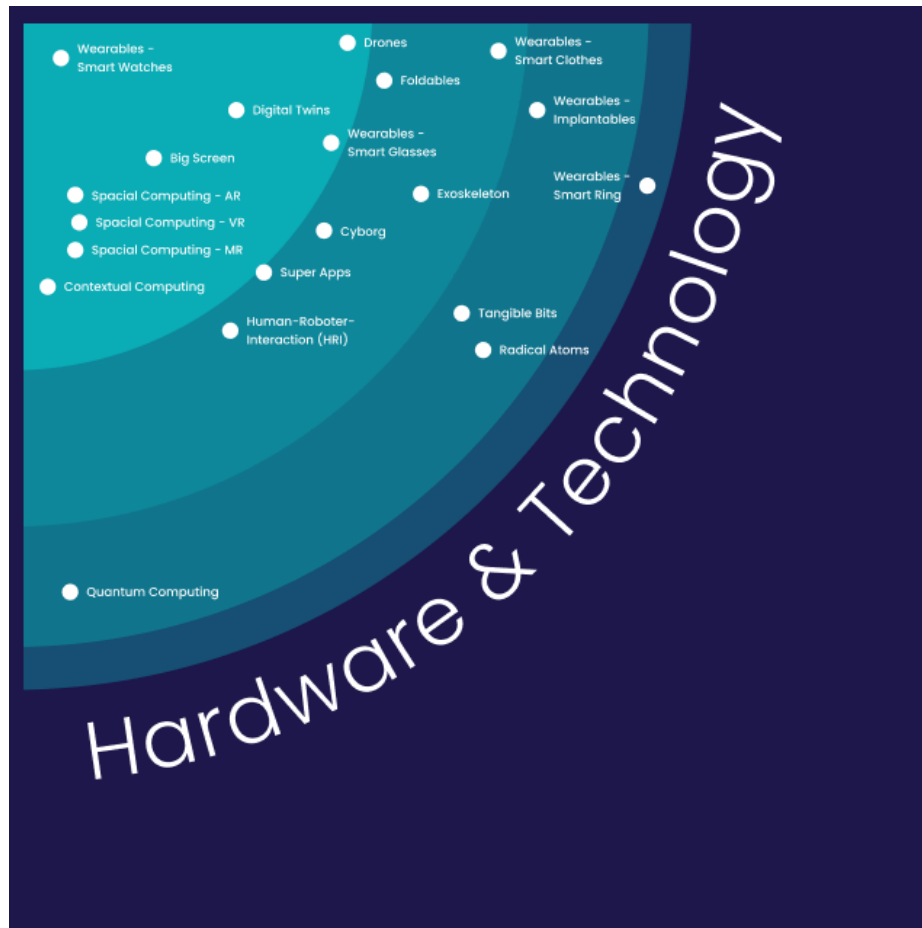 Wearables -
Smart Watches
Drones
Wearables -
Smart Clothes
Foldables
Digital Twins
Wearables -
Implantables
Wearables -
Smart Glasses
Big Screen
Wearables -
Smart Ring
Spacial Computing - AR
Exoskeleton
Spacial Computing - VR
Cyborg
Spacial Computing - MR
Super Apps
Contextual Computing
Human-Roboter-
Interaction (HRI)
Tangible Bits
Radical Atoms
Quantum Computing
Hardware & Technology